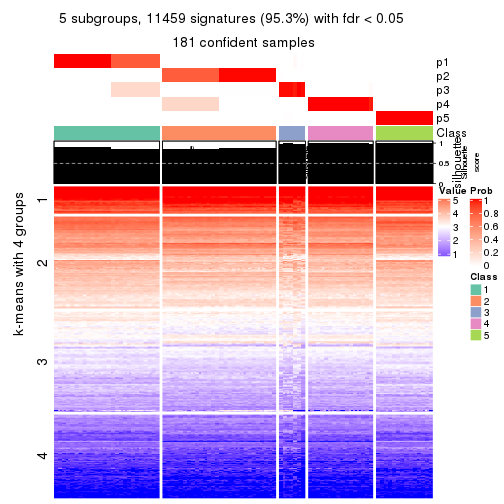 5 subgroups, 11459 signatures (95.3%) with fdr < 0.05
181 confident samples
p1
p2
p3
p4
p5
Class
1
0.5
0
silhouette
Silhouette
score
k-means with 4 groups
1
2
3
4
Value
5
4
3
2
1
Prob
1
0.8
0.6
0.4
0.2
0
Class
1
2
3
4
5